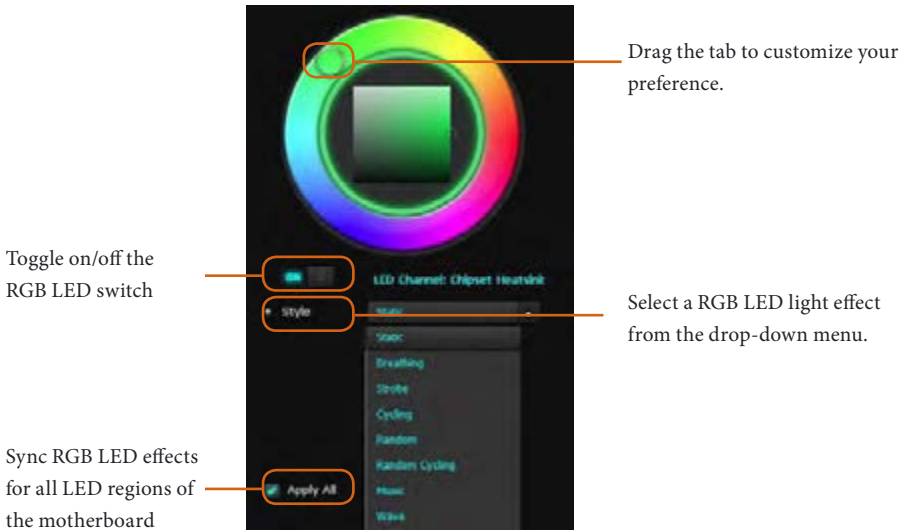 Drag the tab to customize your
preference.
Toggle on/off the
RGB LED switch
on
LED Channel: Chipset Heatsink
Style
Static
Select a RGB LED light effect
from the drop-down menu.
Static
Breathing
Strobe
Cycling
Random
Random Cycling
Music
Wave
Sync RGB LED effects
for all LED regions of
the motherboard
Apply All